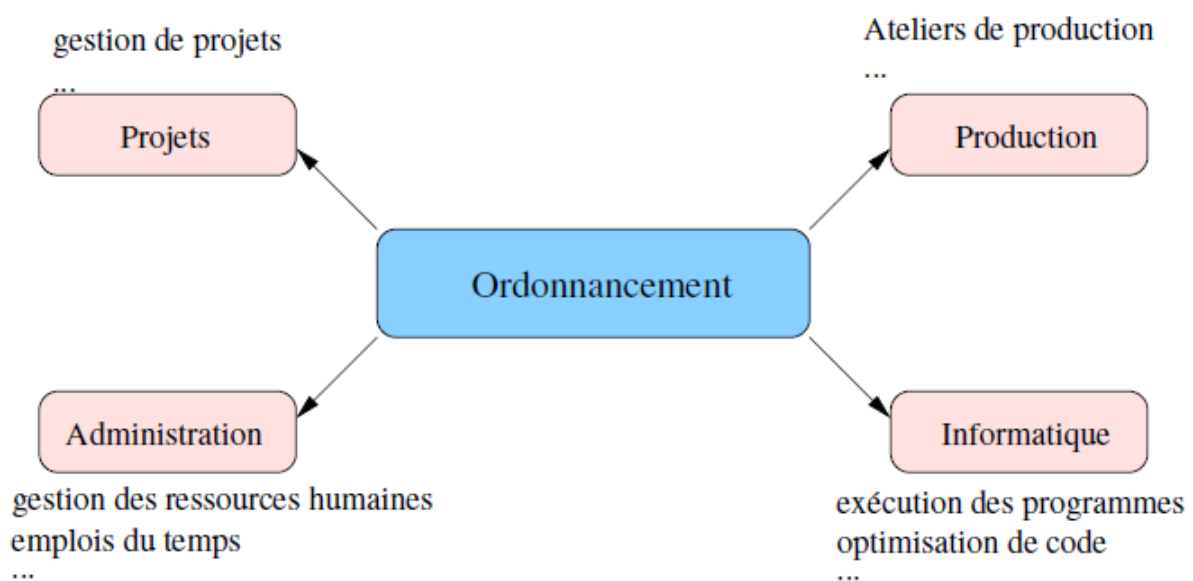 gestion de projets
...
Projets
Ateliers de production
...
Production
Ordonnancement
Administration
gestion des ressources humaines
emplois du temps
...
Informatique
exécution des programmes
optimisation de code
...